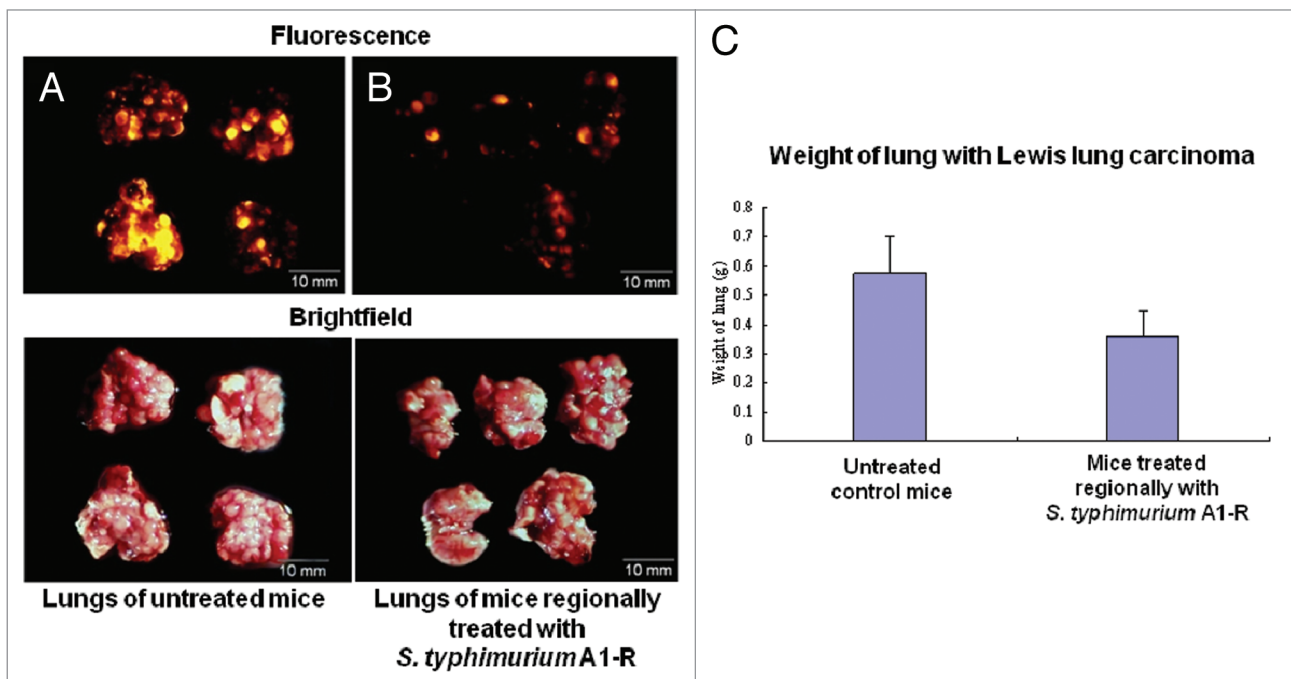 Fluorescence
A
B
10 mm
10 mm
Brightfield
10 mm
10 mm
Lungs of untreated mice
Lungs of mice regionally
treated with
S. typhimurium A1-R
C
Weight of lung with Lewis lung carcinoma
Weight of lung (g)
0.8
0.7
0.6
0.5
0.4
0.3
0.2
0.1
0
Untreated
control mice
Mice treated
regionally with
S. typhimurium A1-R